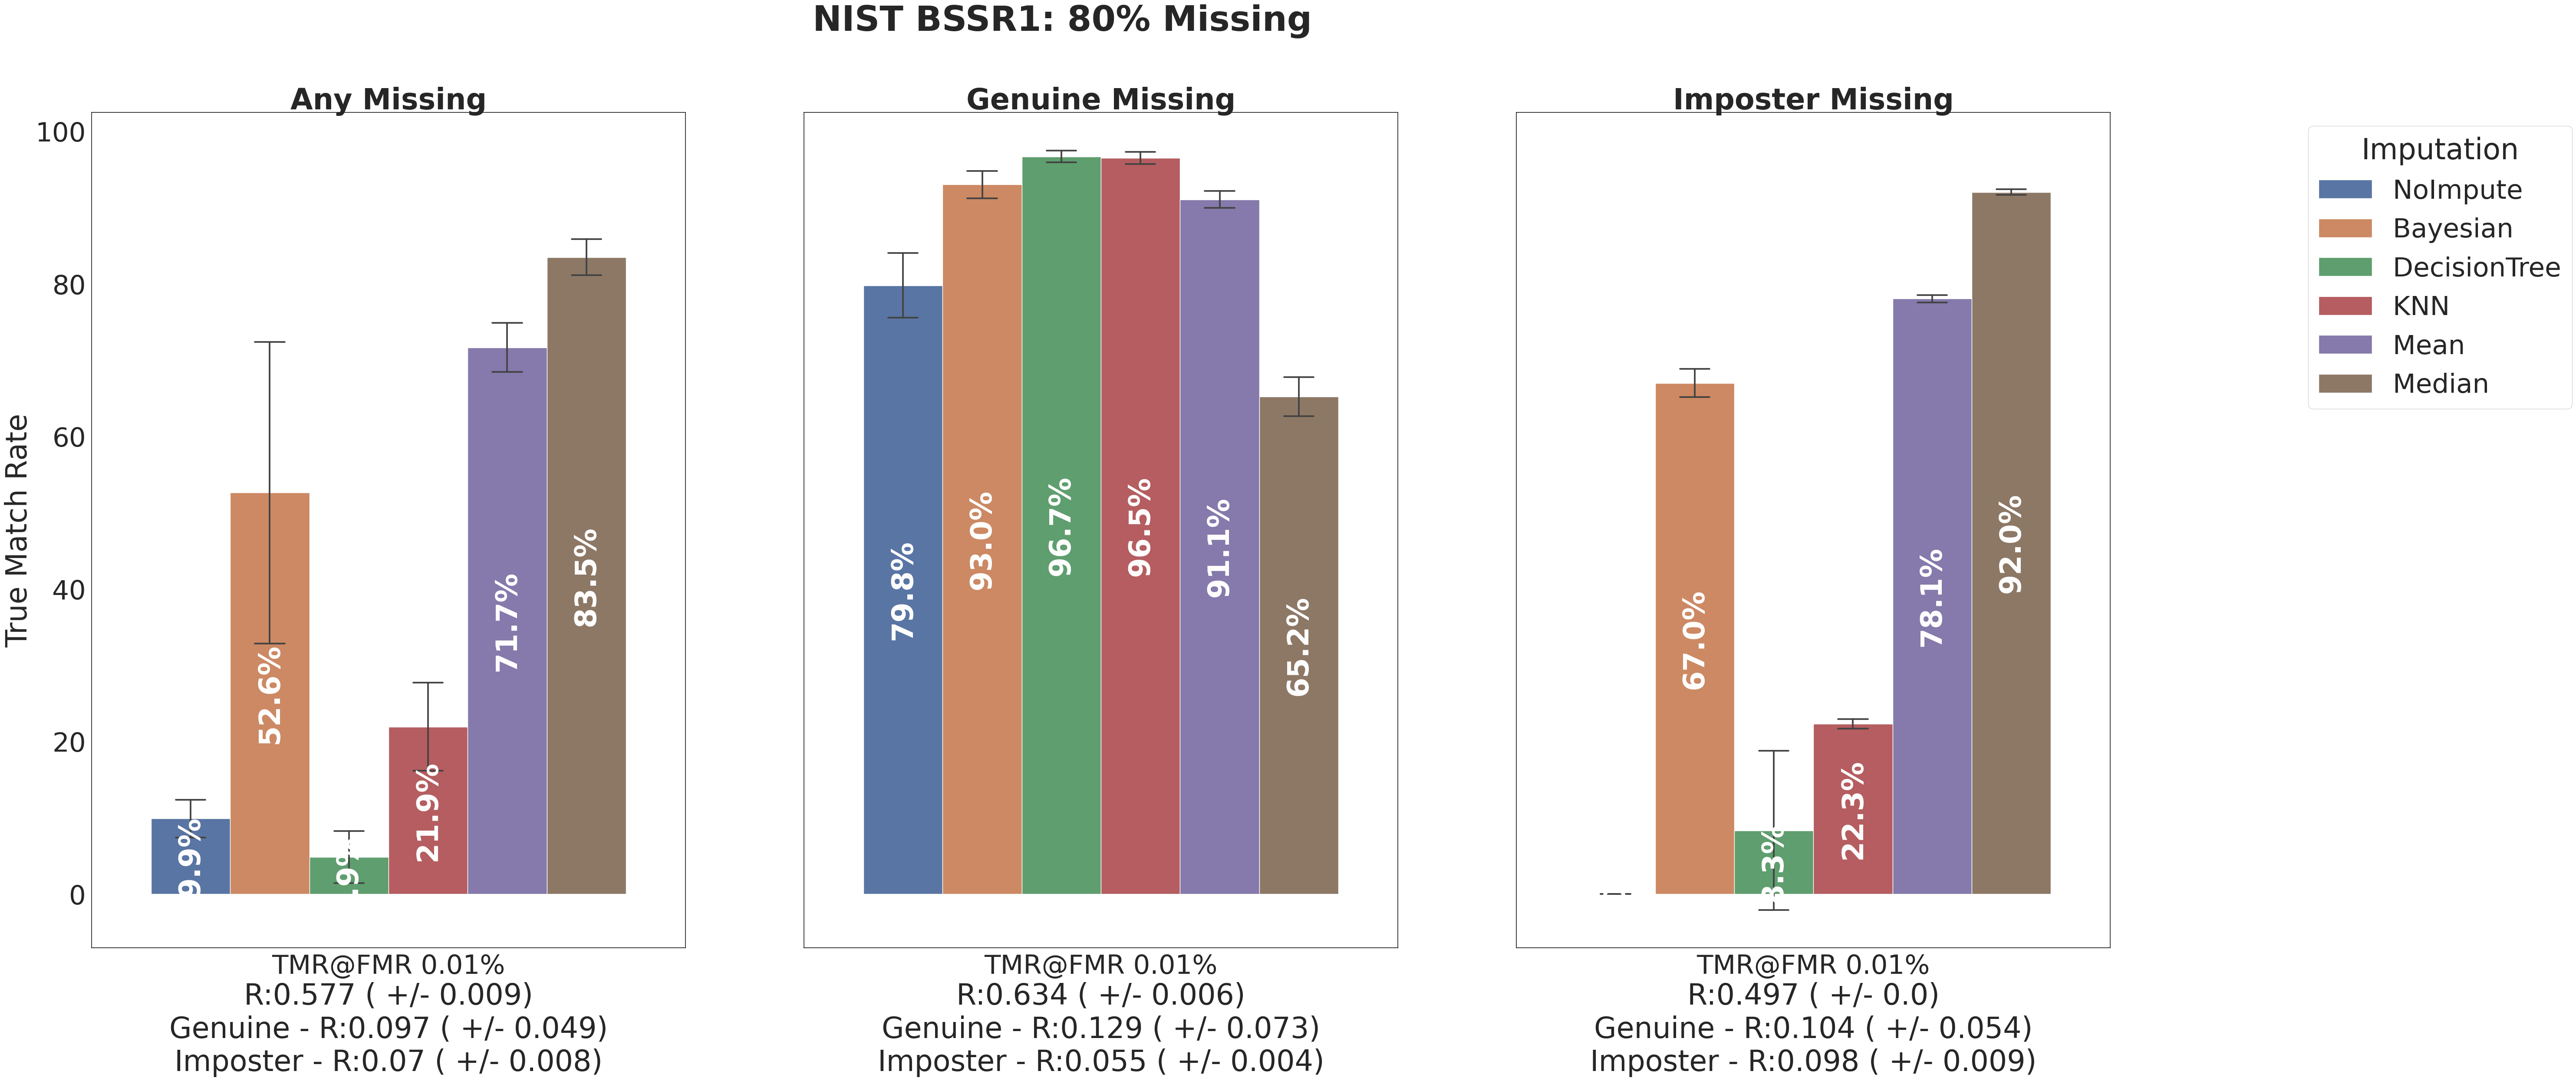 NIST BSSR1: 80% Missing
Any Missing
Genuine Missing
Imposter Missing
True Match Rate
100
80
60
40
20
0
9.9%
52.6%
.9%
21.9%
71.7%
83.5%
79.8%
93.0%
96.7%
96.5%
91.1%
65.2%
67.0%
8.3%
22.3%
78.1%
92.0%
TMR@FMR 0.01%
R:0.577 ( +/- 0.009)
Genuine - R:0.097 ( +/- 0.049)
Imposter - R:0.07 ( +/- 0.008)
TMR@FMR 0.01%
R:0.634 ( +/- 0.006)
Genuine - R:0.129 ( +/- 0.073)
Imposter - R:0.055 ( +/- 0.004)
TMR@FMR 0.01%
R:0.497 ( +/- 0.0)
Genuine - R:0.104 ( +/- 0.054)
Imposter - R:0.098 ( +/- 0.009)
Imputation
NoImpute
Bayesian
DecisionTree
KNN
Mean
Median